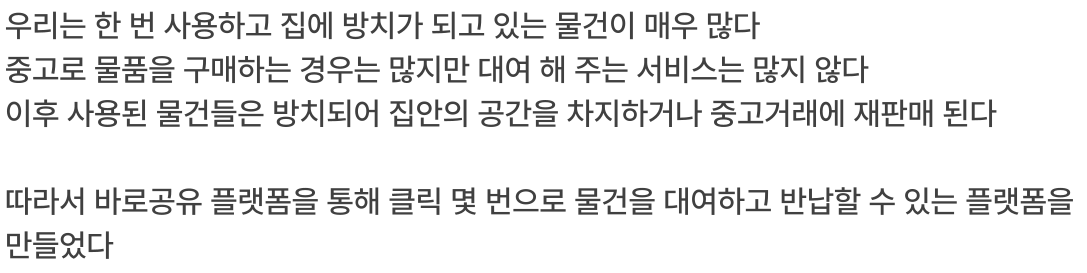 우리는 한 번 사용하고 집에 방치가 되고 있는 물건이 매우 많다
중고로 물품을 구매하는 경우는 많지만 대여 해 주는 서비스는 많지 않다
이후 사용된 물건들은 방치되어 집안의 공간을 차지하거나 중고거래에 재판매 된다
따라서 바로공유 플랫폼을 통해 클릭 몇 번으로 물건을 대여하고 반납할 수 있는 플랫폼을
만들었다